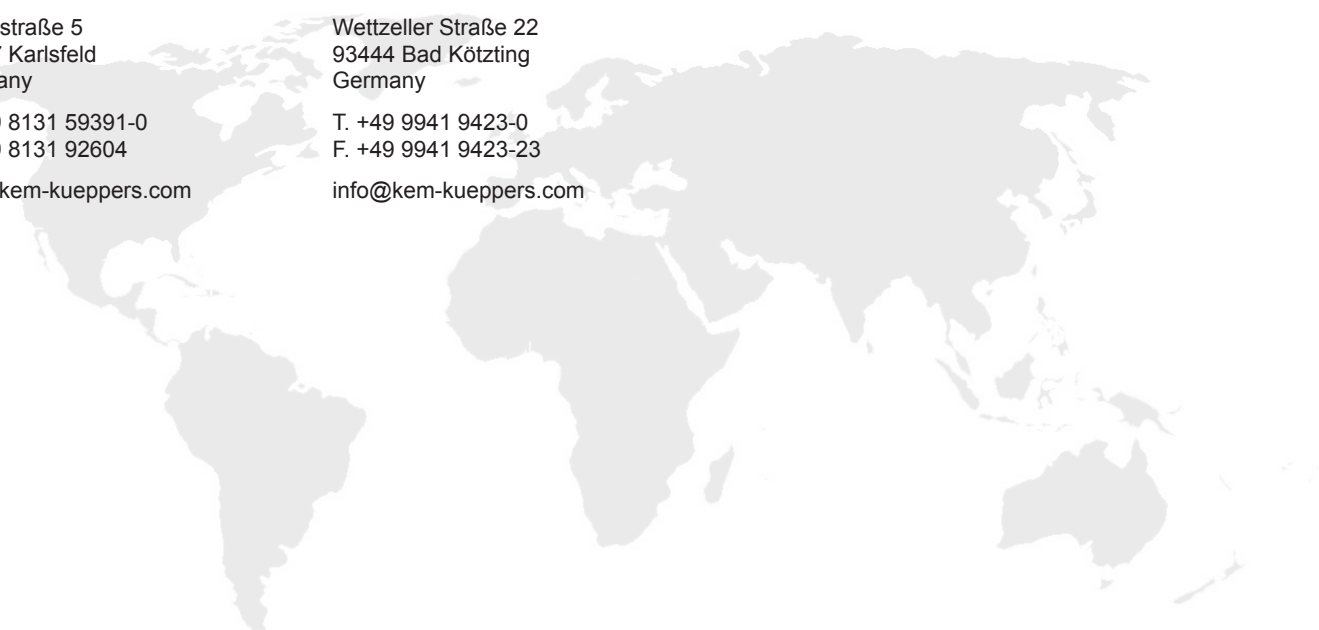 straße 5
Karlsfeld
any
8131 59391-0
8131 92604
kem-kueppers.com
Wettzeller Straße 22
93444 Bad Kötzting
Germany
T. +49 9941 9423-0
F. +49 9941 9423-23
info@kem-kueppers.com